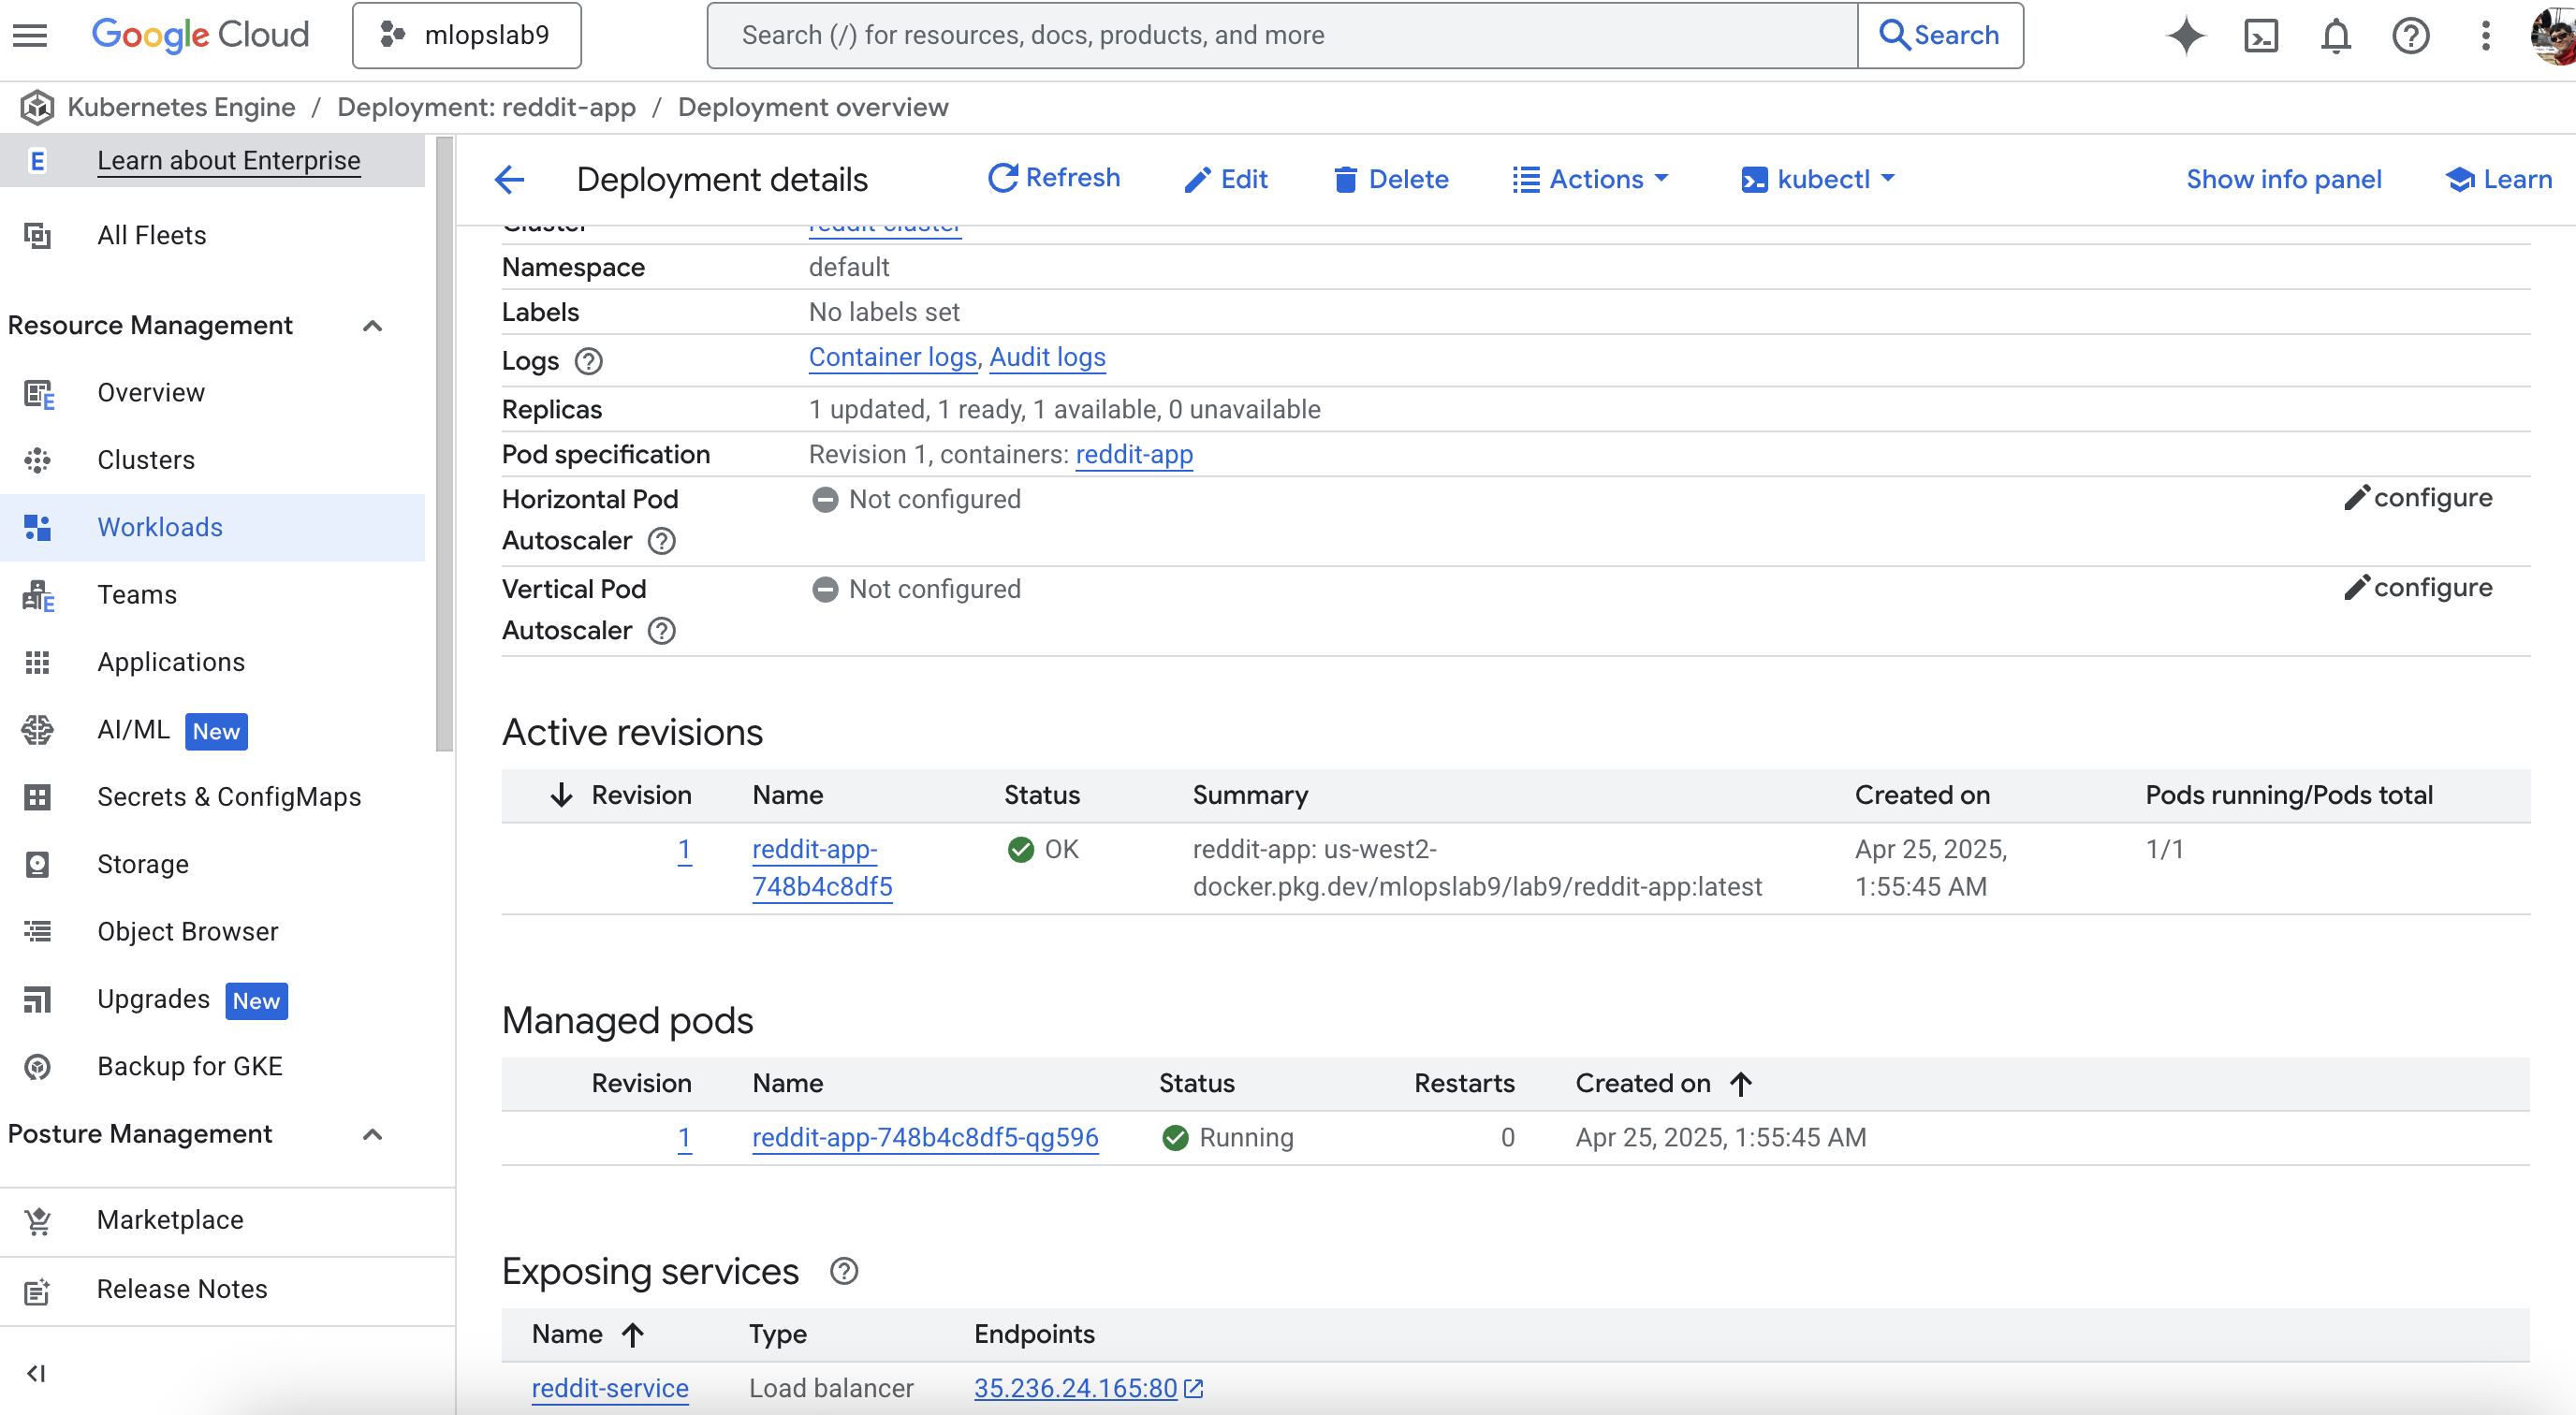 Google Cloud
mlopslab9
Search (/) for resources, docs, products, and more
Search
Kubernetes Engine / Deployment: reddit-app / Deployment overview
E Learn about Enterprise
All Fleets
Resource Management
Overview
Clusters
Workloads
Teams
Applications
AI/ML New
Secrets & ConfigMaps
Storage
Object Browser
Upgrades New
Backup for GKE
Posture Management
Marketplace
Release Notes
Deployment details
Refresh
Edit
Delete
Actions
kubectl
Show info panel
Learn
Cluster reddit-cluster
Namespace default
Labels No labels set
Logs Container logs, Audit logs
Replicas 1 updated, 1 ready, 1 available, 0 unavailable
Pod specification Revision 1, containers: reddit-app
Horizontal Pod Not configured configure
Autoscaler
Vertical Pod Not configured configure
Autoscaler
Active revisions
Revision Name Status Summary Created on Pods running/Pods total
1 reddit-app- OK reddit-app: us-west2- Apr 25, 2025, 1/1
748b4c8df5 docker.pkg.dev/mlopslab9/lab9/reddit-app:latest 1:55:45 AM
Managed pods
Revision Name Status Restarts Created on
1 reddit-app-748b4c8df5-qg596 Running 0 Apr 25, 2025, 1:55:45 AM
Exposing services
Name Type Endpoints
reddit-service Load balancer 35.236.24.165:80